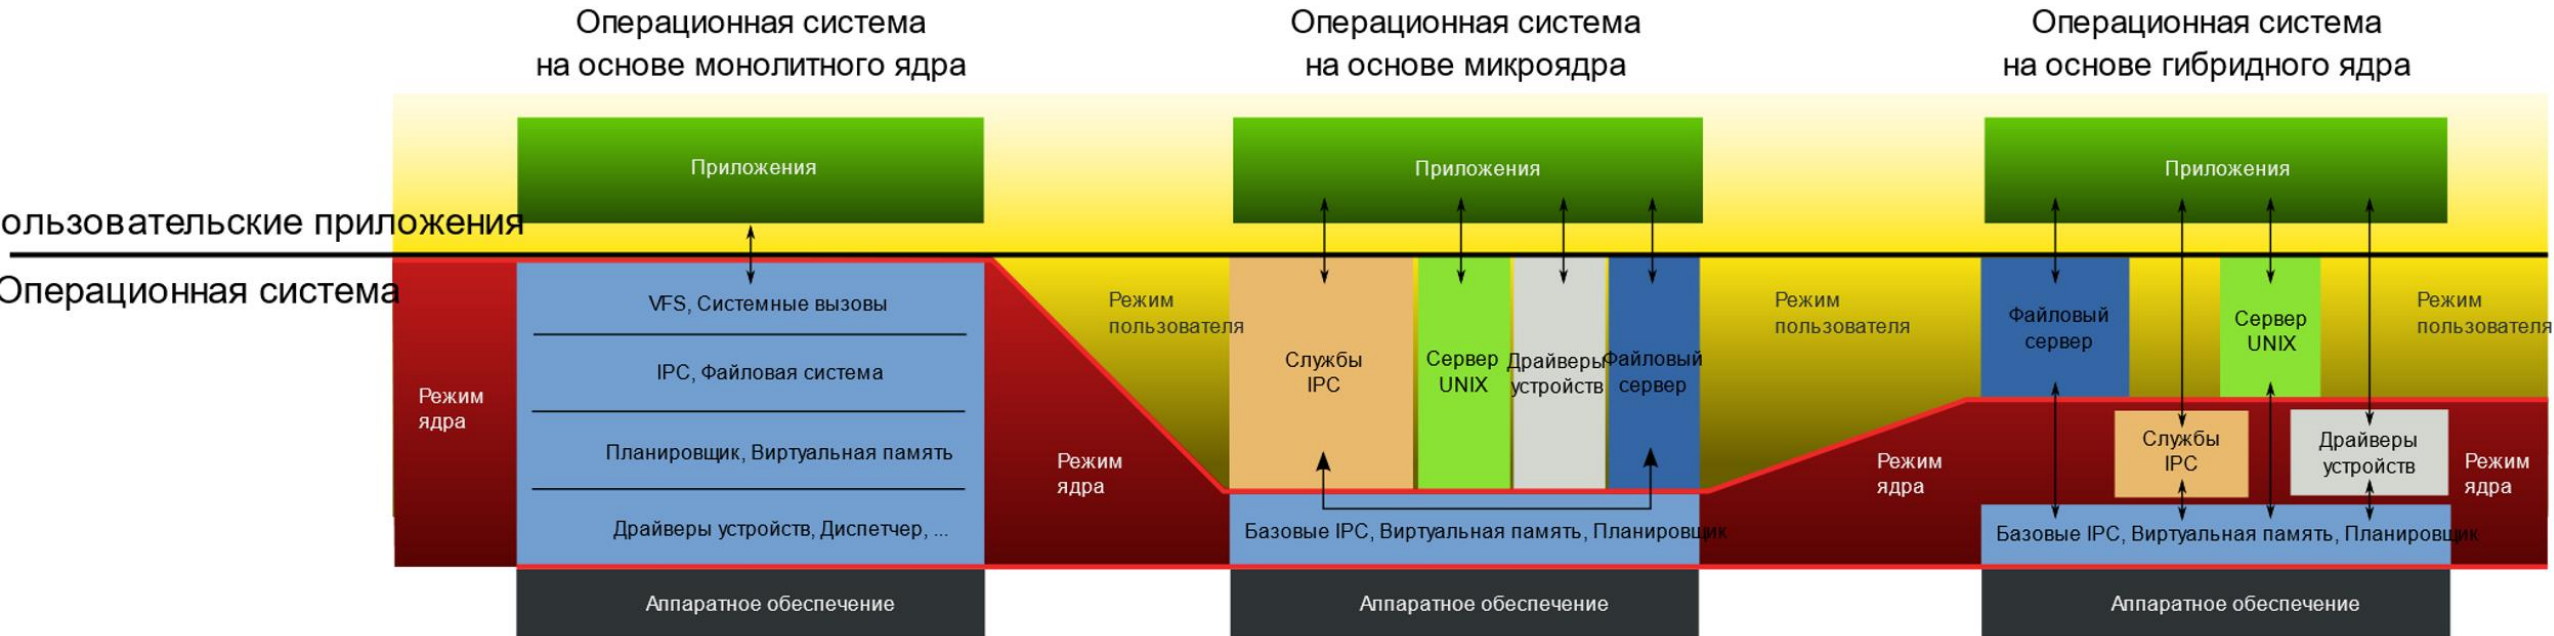 Операционная система
на основе монолитного ядра
Операционная система
на основе микроядра
Операционная система
на основе гибридного ядра
Приложения
Приложения
Приложения
ользовательские приложения
Операционная система
VFS, Системные вызовы
IPC, Файловая система
Планировщик, Виртуальная память
Драйверы устройств, Диспетчер, ...
Режим
ядра
Режим
ядра
Режим
пользователя
Службы
IPC
Сервер
UNIX
Драйверы
устройств
Файловый
сервер
Базовые IPC, Виртуальная память, Планировщик
Режим
пользователя
Режим
ядра
Файловый
сервер
Сервер
UNIX
Режим
пользователя
Службы
IPC
Драйверы
устройств
Режим
ядра
Базовые IPC, Виртуальная память, Планировщик
Аппаратное обеспечение
Аппаратное обеспечение
Аппаратное обеспечение